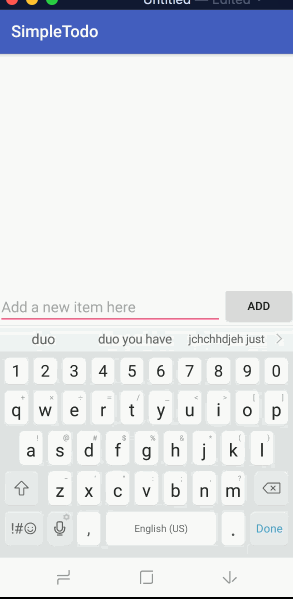 Untitled — Edited
SimpleTodo
Add a new item here
ADD
duo
duo you have
jchchhdjeh just
1 2 3 4 5 6 7 8 9 0
q w e r t y u i o p
a s d f g h j k l
z x c v b n m
!#☺ , English (US) . Done